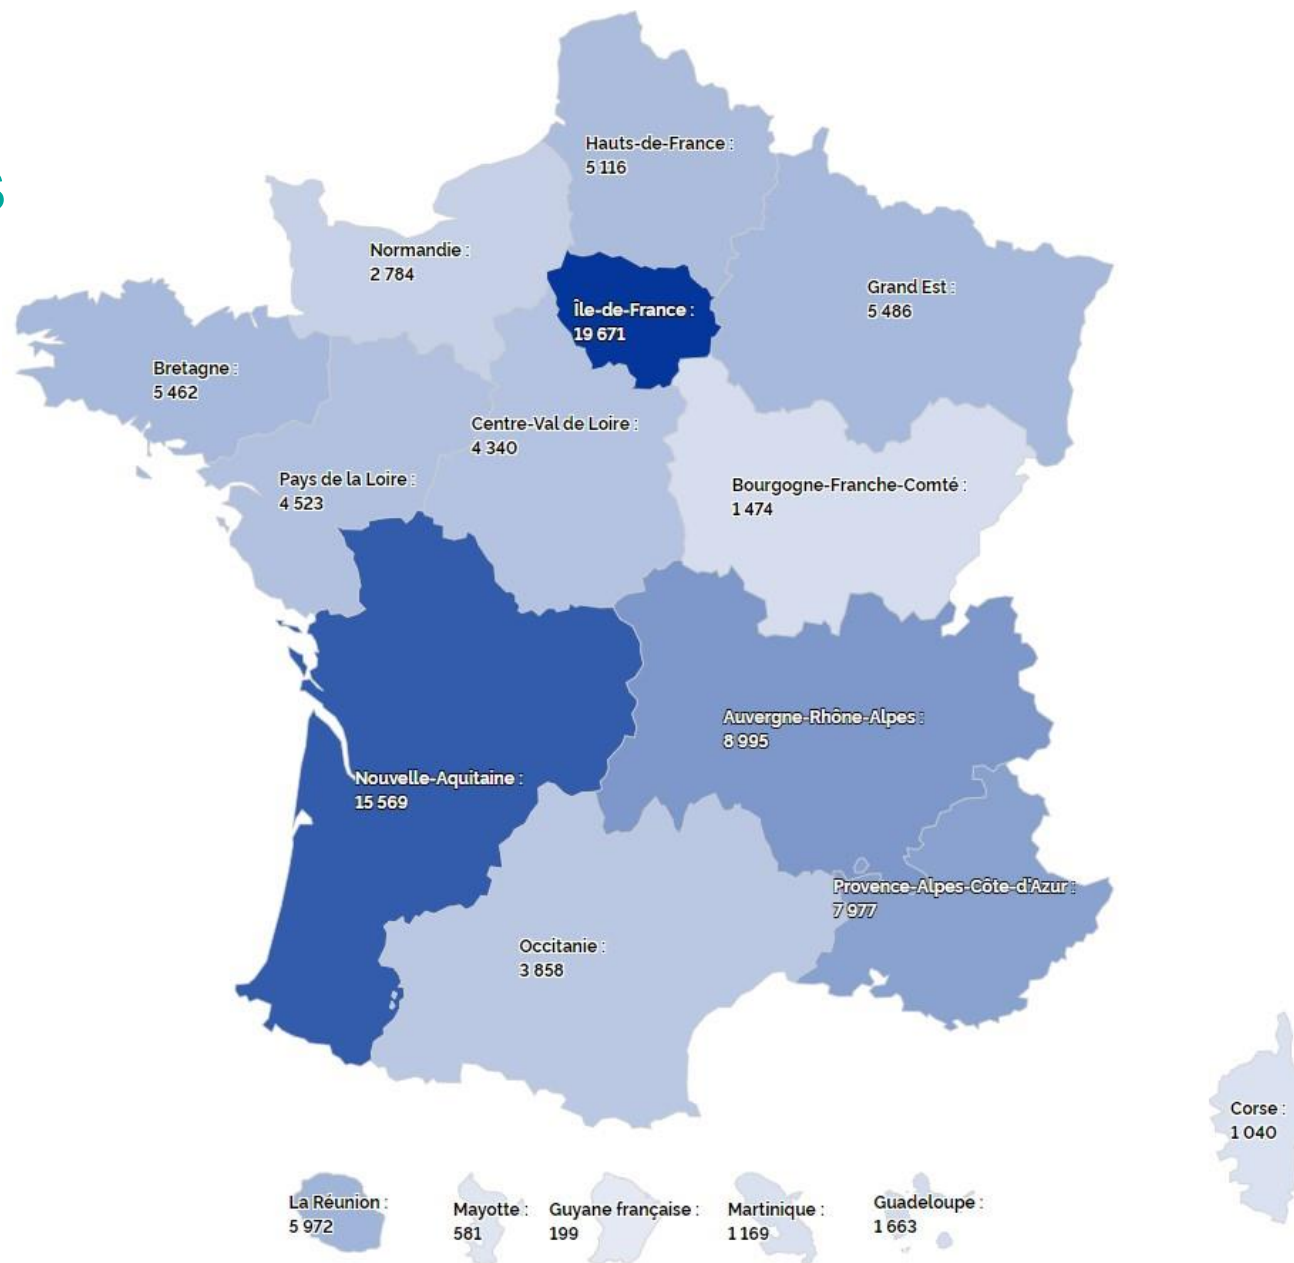 Hauts-de-France :
5 116
s
Normandie :
2 784
Grand Est :
5 486
Île-de-France :
19 671
Bretagne :
5 462
Centre-Val de Loire :
4 340
Pays de la Loire :
4 523
Bourgogne-Franche-Comté :
1 474
Auvergne-Rhône-Alpes :
8 995
Nouvelle-Aquitaine :
15 569
Provence-Alpes-Côte-d'Azur :
7 977
Occitanie :
3 858
Corse :
1 040
La Réunion :
5 972
Mayotte :
581
Guyane française :
199
Martinique :
1 169
Guadeloupe :
1 663